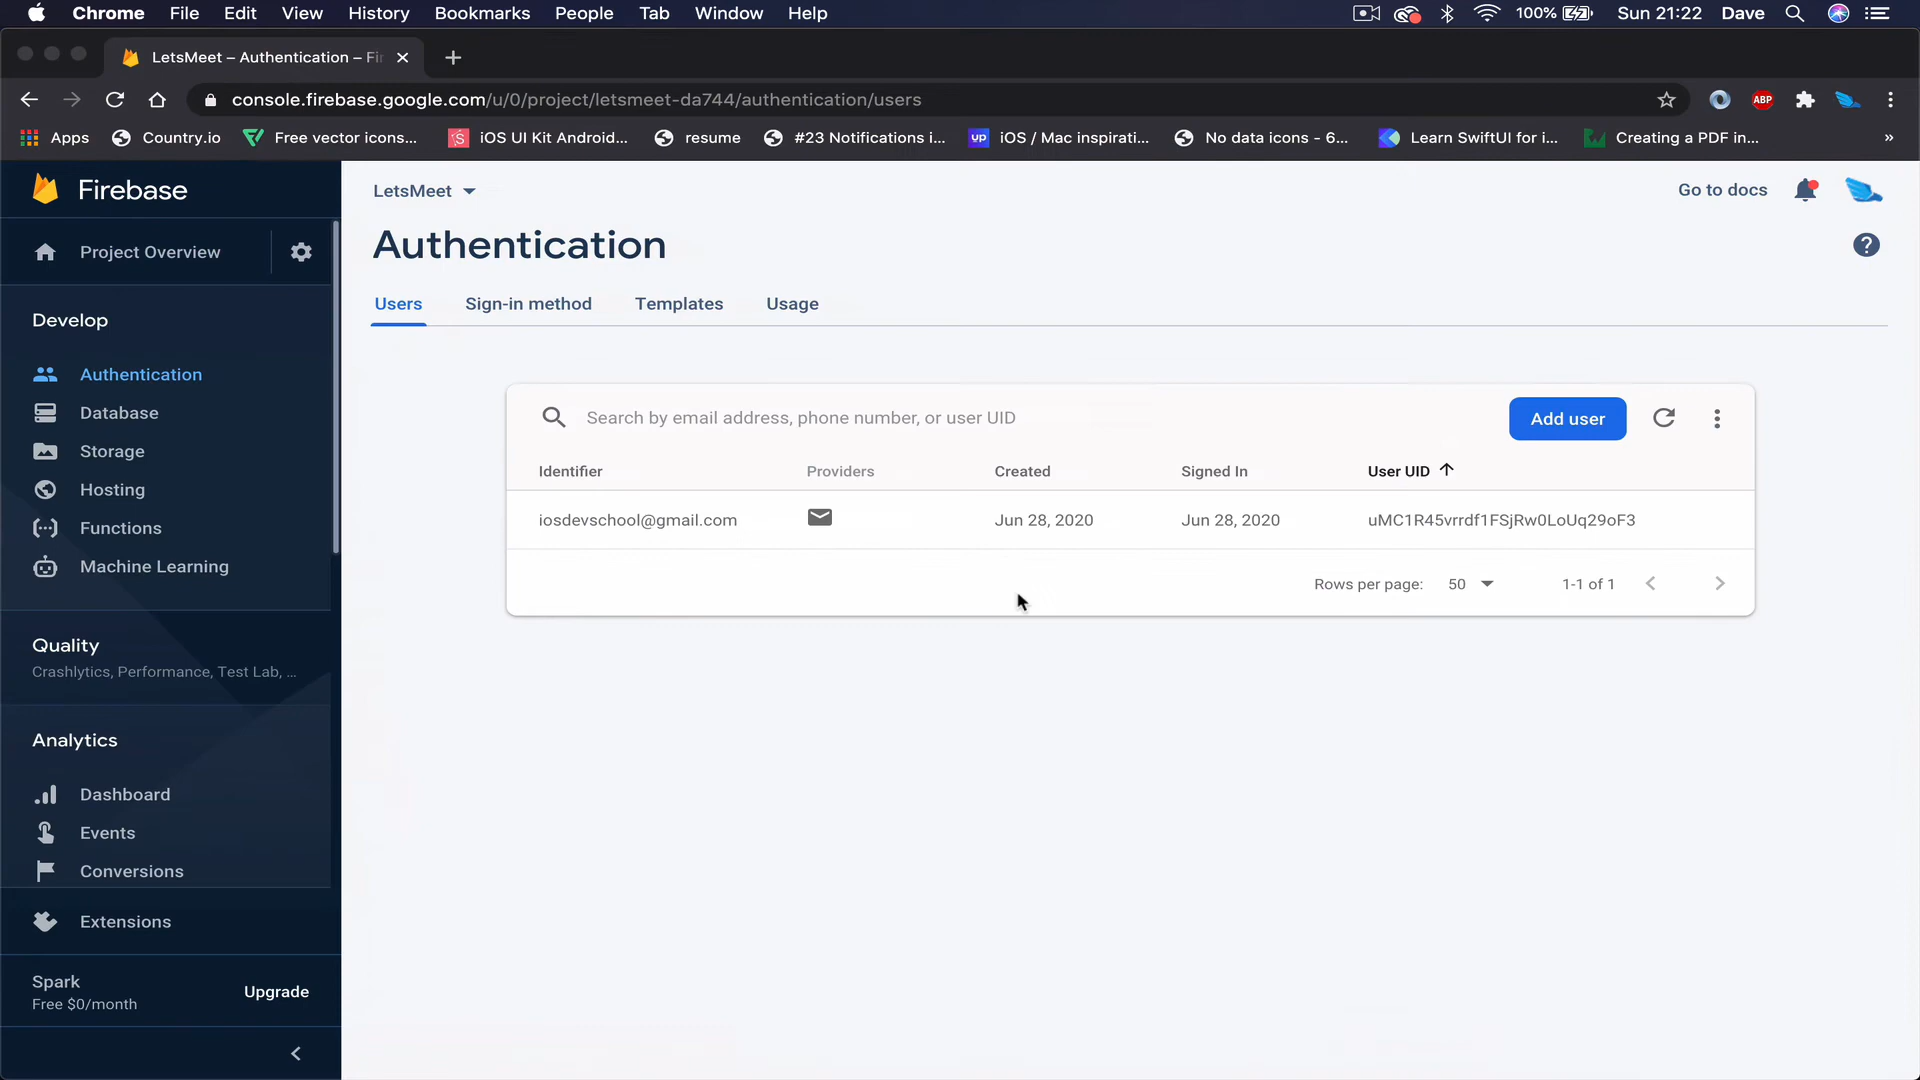 Chrome File Edit View History Bookmarks People Tab Window Help 100% Sun 21:22 Dave
LetsMeet – Authentication – Fir
console.firebase.google.com/u/0/project/letsmeet-da744/authentication/users
ABP
Apps Country.io Free vector icons... iOS UI Kit Android... resume #23 Notifications i... up iOS / Mac inspirati... No data icons - 6... Learn SwiftUI for i... Creating a PDF in... »
Firebase
LetsMeet
Go to docs
Project Overview
Authentication
?
Users Sign-in method Templates Usage
Develop
Authentication
Database
Storage
Hosting
Functions
Machine Learning
Search by email address, phone number, or user UID
Add user
Identifier Providers Created Signed In User UID
iosdevschool@gmail.com Jun 28, 2020 Jun 28, 2020 uMC1R45vrrdf1FSjRw0LoUq29oF3
Rows per page: 50 1-1 of 1
Quality
Crashlytics, Performance, Test Lab, ...
Analytics
Dashboard
Events
Conversions
Extensions
Spark
Free $0/month
Upgrade